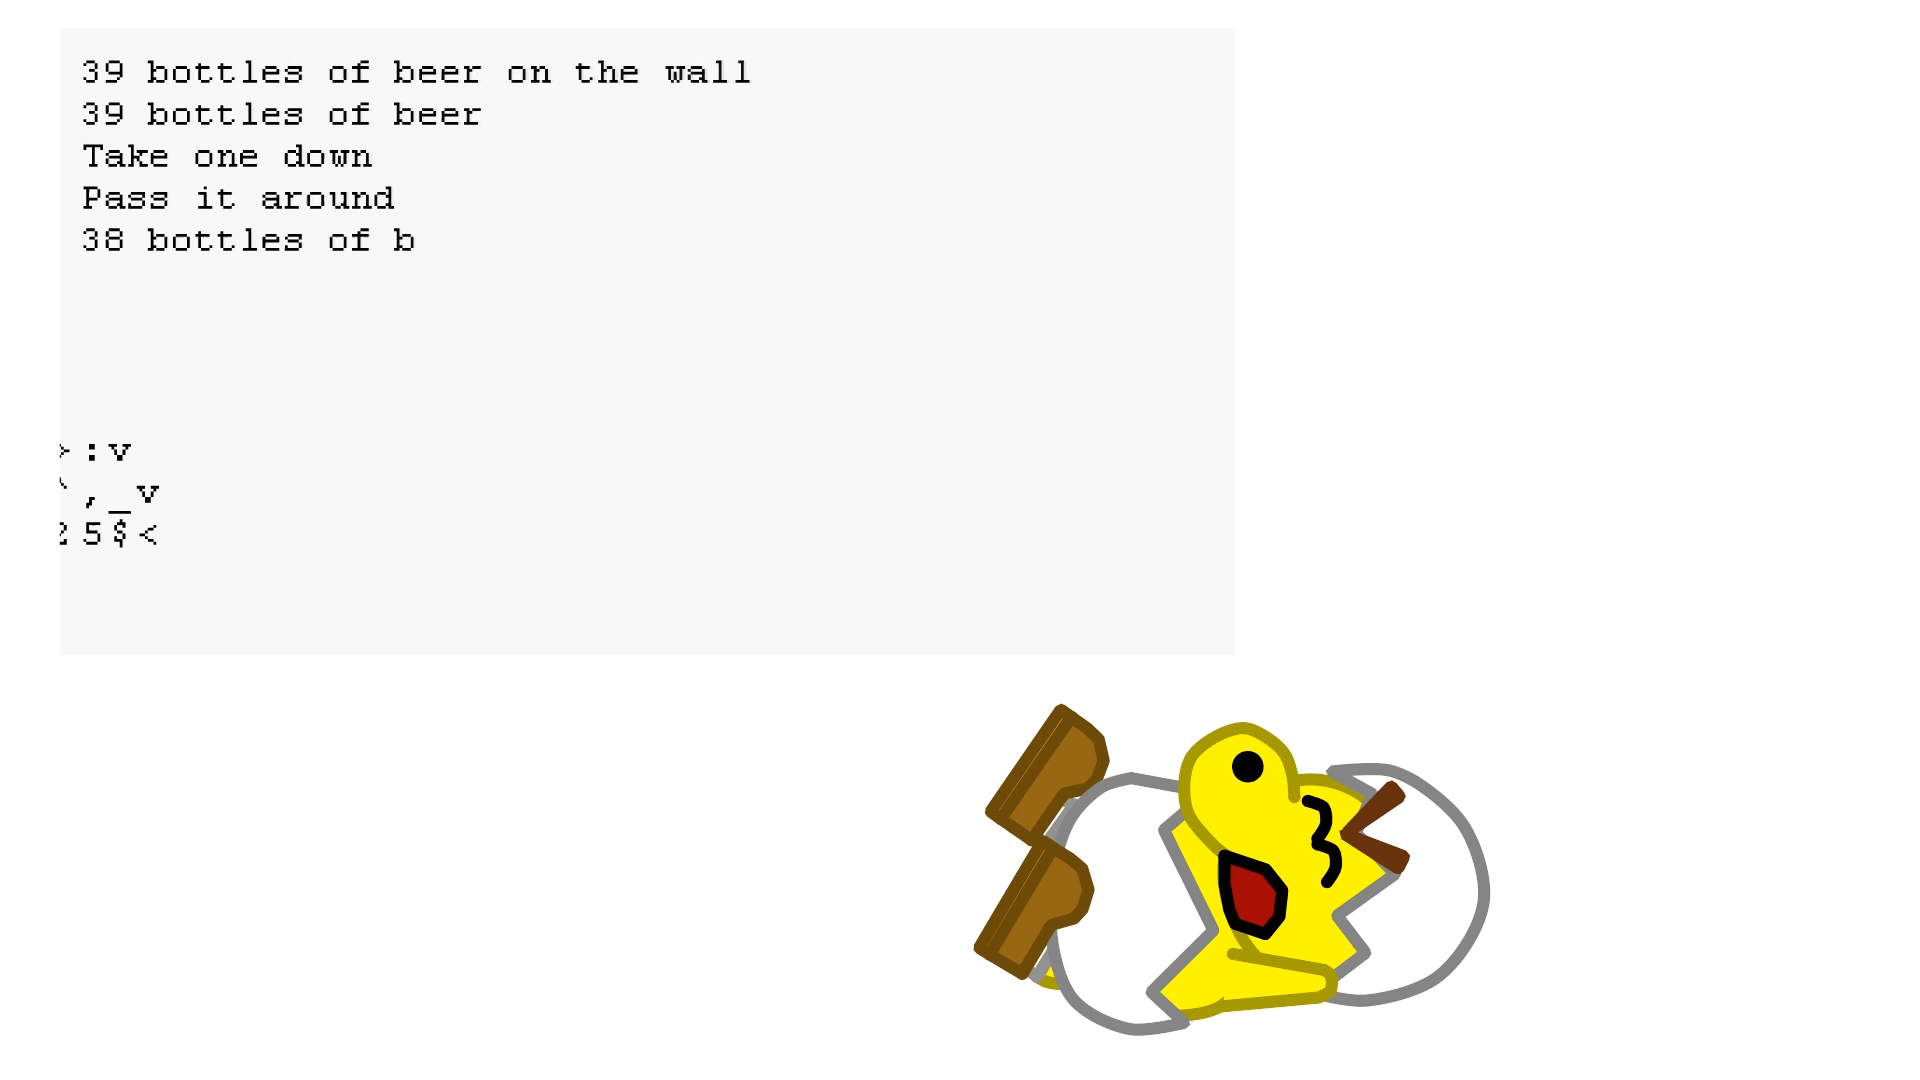 39 bottles of beer on the wall
39 bottles of beer
Take one down
Pass it around
38 bottles of b
>:v
^,_v
25$<